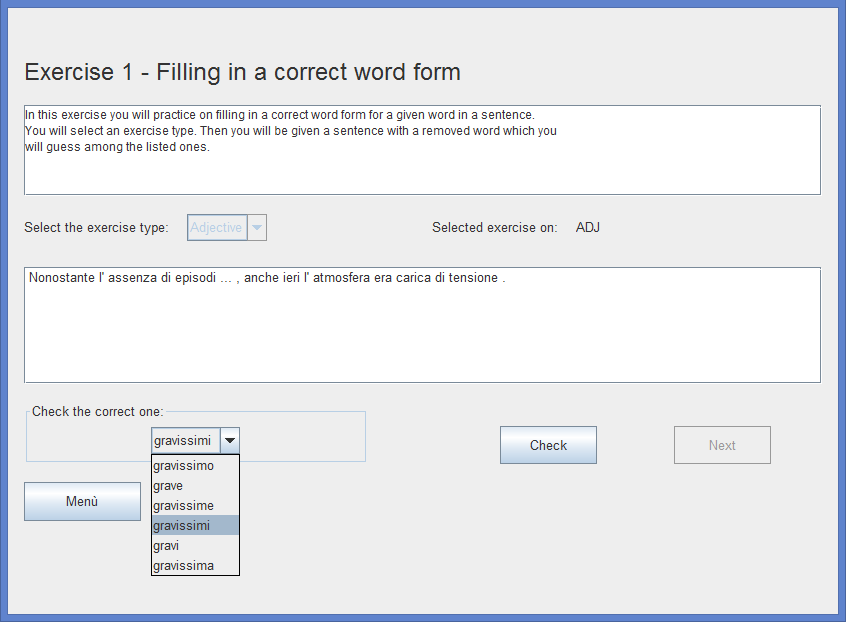 Exercise 1 - Filling in a correct word form
In this exercise you will practice on filling in a correct word form for a given word in a sentence.
You will select an exercise type. Then you will be given a sentence with a removed word which you
will guess among the listed ones.
Select the exercise type: Adjective Selected exercise on: ADJ
Nonostante l' assenza di episodi ... , anche ieri l' atmosfera era carica di tensione .
Check the correct one:
gravissimi Check Next
gravissimo
grave
Menù gravissime
gravissimi
gravi
gravissima